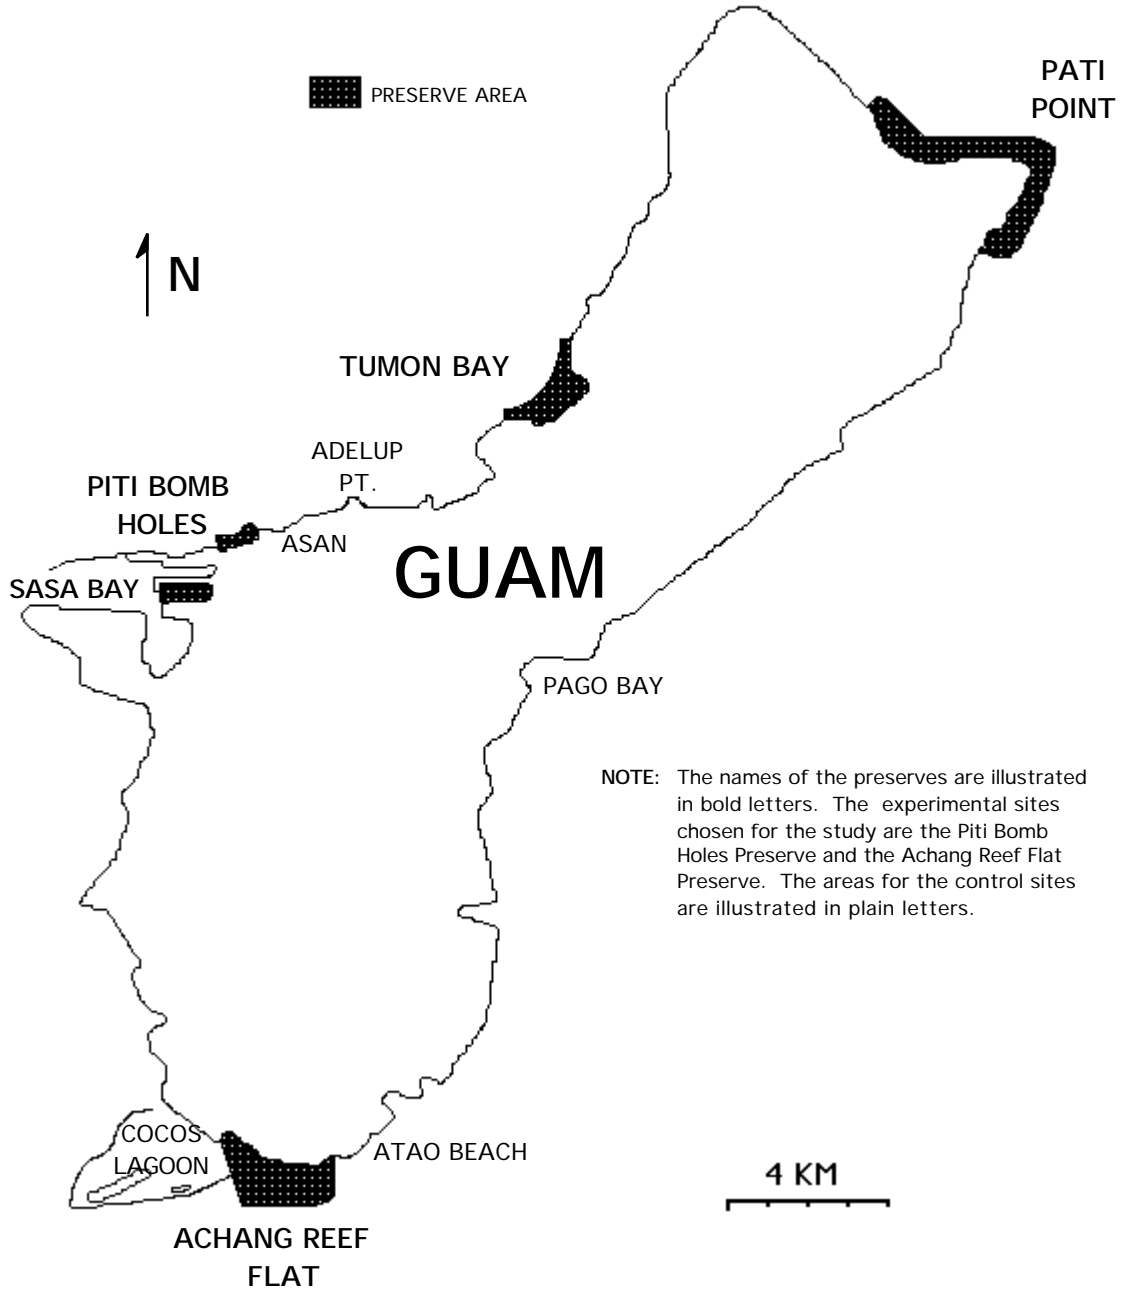 PRESERVE AREA
PATI
POINT
N
TUMON BAY
ADELUP
PT.
PITI BOMB
HOLES
ASAN
GUAM
SASA BAY
PAGO BAY
NOTE: The names of the preserves are illustrated
in bold letters. The experimental sites
chosen for the study are the Piti Bomb
Holes Preserve and the Achang Reef Flat
Preserve. The areas for the control sites
are illustrated in plain letters.
COCOS
LAGOON
ATAO BEACH
4 KM
ACHANG REEF
FLAT